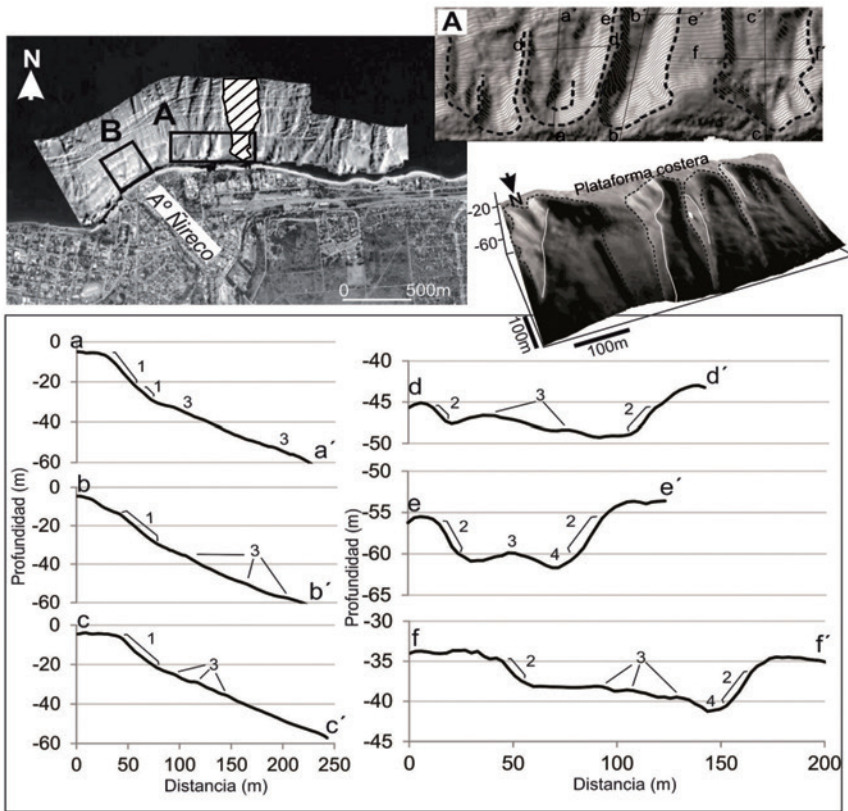 N
B
A
Aº Ñireco
0 500m
A
a´ e b´ e´ c´
d d´ f f´
a b c
N
Plataforma costera
-20
-60
100m
100m
0
-20
-40
-60
a
1
1
3
3
a´
0
-20
-40
-60
b
1
3
b´
0
-20
-40
-60
c
1
3
c´
0 50 100 150 200 250
Distancia (m)
Profundidad (m)
-40
-45
-50
d
2
3
2
d´
-55
-60
-65
e
2
3
4
2
e´
-30
-35
-40
-45
f
2
3
4
2
f´
0 50 100 150 200
Distancia (m)
Profundidad (m)